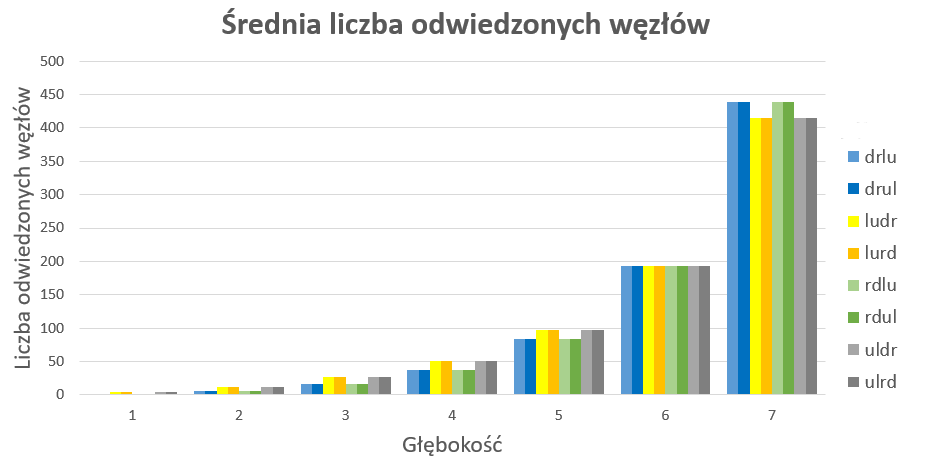 Średnia liczba odwiedzonych węzłów
Liczba odwiedzonych węzłów
500
450
400
350
300
250
200
150
100
50
0
1 2 3 4 5 6 7
Głębokość
drlu
drul
ludr
lurd
rdlu
rdul
uldr
ulrd